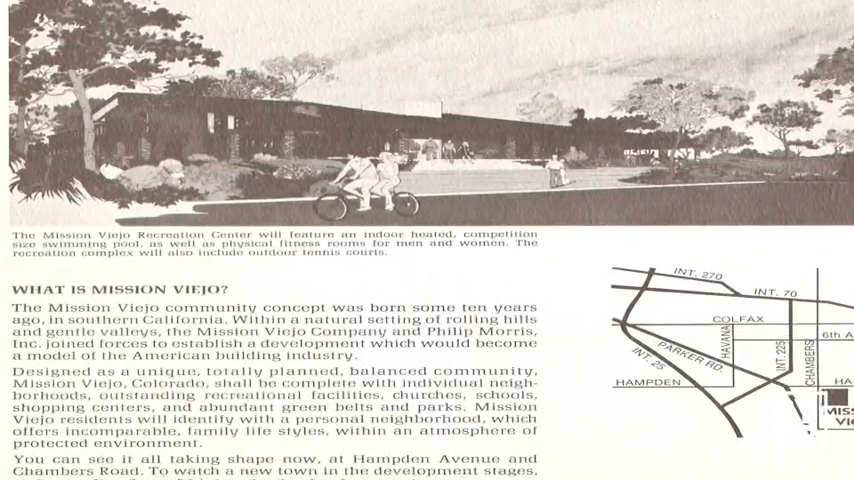 The Mission Viejo Recreation Center will feature an indoor heated, competition
size swimming pool, as well as physical fitness rooms for men and women. The
recreation complex will also include outdoor tennis courts.
WHAT IS MISSION VIEJO?
The Mission Viejo community concept was born some ten years
ago, in southern California. Within a natural setting of rolling hills
and gentle valleys, the Mission Viejo Company and Philip Morris,
Inc. joined forces to establish a development which would become
a model of the American building industry.
Designed as a unique, totally planned, balanced community,
Mission Viejo, Colorado, shall be complete with individual neigh-
borhoods, outstanding recreational facilities, churches, schools,
shopping centers, and abundant green belts and parks. Mission
Viejo residents will identify with a personal neighborhood, which
offers incomparable, family life styles, within an atmosphere of
protected environment.
You can see it all taking shape now, at Hampden Avenue and
Chambers Road. To watch a new town in the development stages,
INT. 270
INT. 70
COLFAX
6th A
HAVANA
INT. 225
CHAMBERS
PARKER RD.
INT. 25
HAMPDEN
HA
MISS
VIE